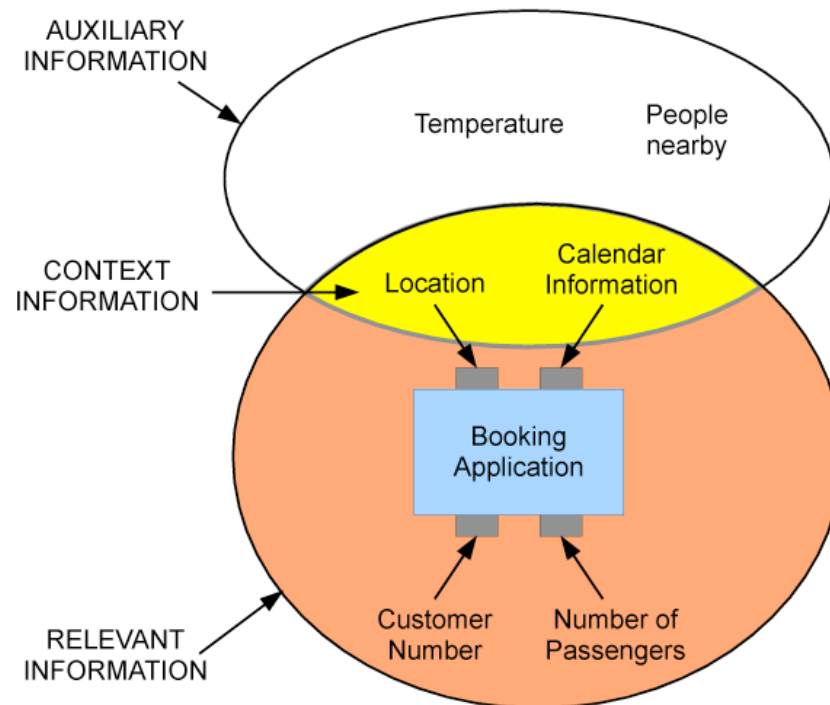 AUXILIARY
INFORMATION
Temperature
People
nearby
CONTEXT
INFORMATION
Location
Calendar
Information
Booking
Application
Customer
Number
Number of
Passengers
RELEVANT
INFORMATION